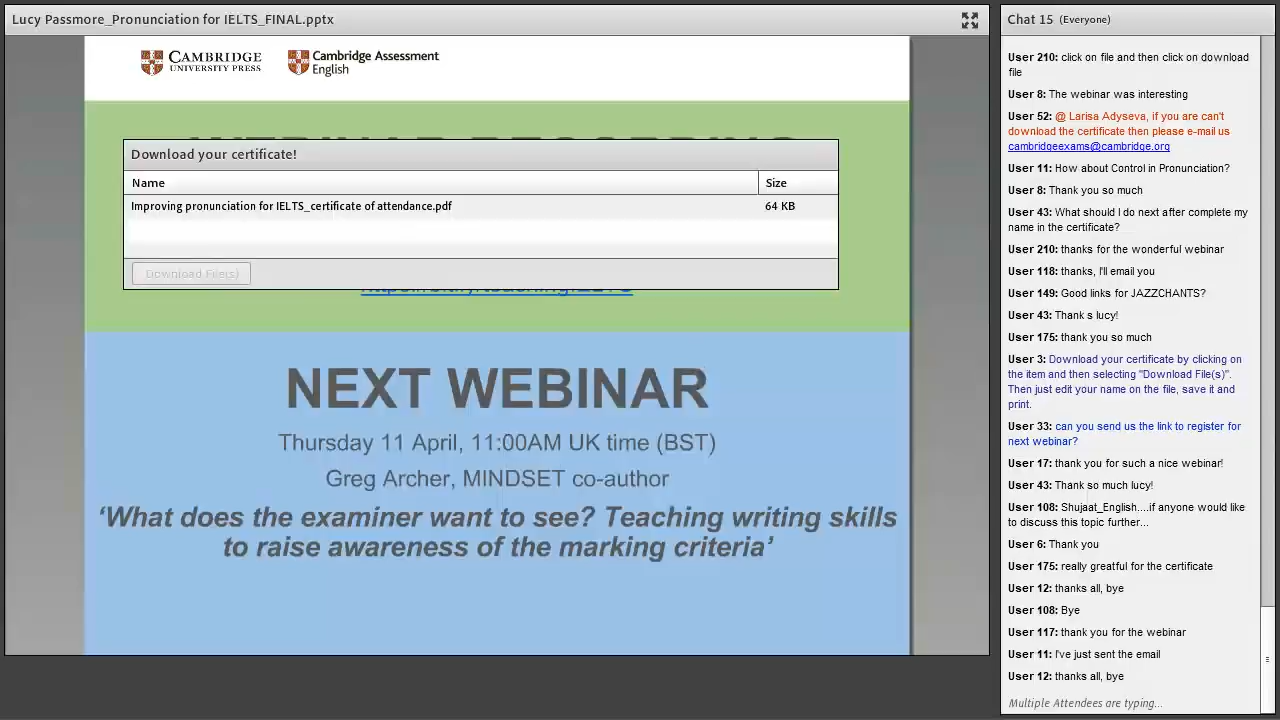 Lucy Passmore_Pronunciation for IELTS_FINAL.pptx
CAMBRIDGE
UNIVERSITY PRESS
Cambridge Assessment
English
WEBINAR RECORDING
Download your certificate!
Name Size
Improving pronunciation for IELTS_certificate of attendance.pdf 64 KB
Download File(s)
NEXT WEBINAR
Thursday 11 April, 11:00AM UK time (BST)
Greg Archer, MINDSET co-author
‘What does the examiner want to see? Teaching writing skills
to raise awareness of the marking criteria’
Chat 15 (Everyone)
User 210: click on file and then click on download
file
User 8: The webinar was interesting
User 52: @ Larisa Adyseva, if you are can't
download the certificate then please e-mail us
cambridgeexams@cambridge.org
User 11: How about Control in Pronunciation?
User 8: Thank you so much
User 43: What should I do next after complete my
name in the certificate?
User 210: thanks for the wonderful webinar
User 118: thanks, I'll email you
User 149: Good links for JAZZCHANTS?
User 43: Thank s lucy!
User 175: thank you so much
User 3: Download your certificate by clicking on
the item and then selecting "Download File(s)".
Then just edit your name on the file, save it and
print.
User 33: can you send us the link to register for
next webinar?
User 17: thank you for such a nice webinar!
User 43: Thank so much lucy!
User 108: Shujaat_English....if anyone would like
to discuss this topic further...
User 6: Thank you
User 175: really greatful for the certificate
User 12: thanks all, bye
User 108: Bye
User 117: thank you for the webinar
User 11: I've just sent the email
User 12: thanks all, bye
Multiple Attendees are typing...